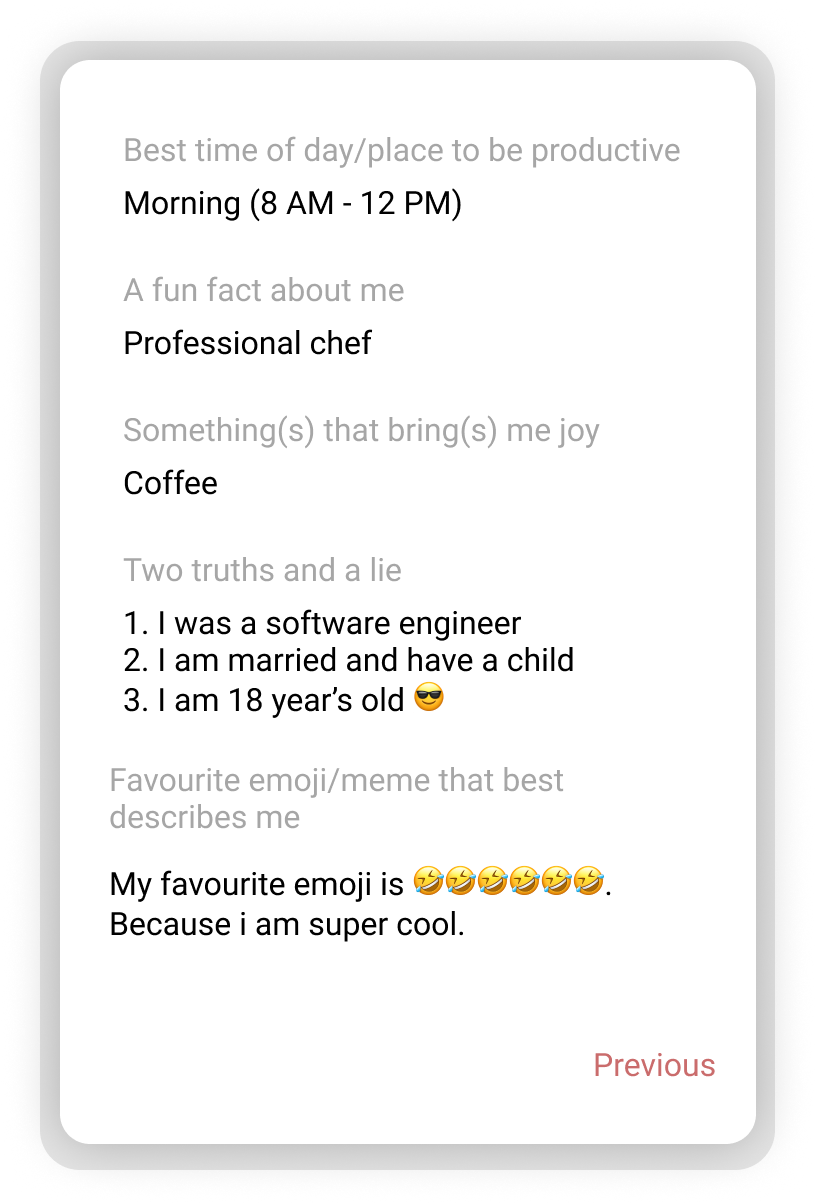 Best time of day/place to be productive
Morning (8 AM - 12 PM)
A fun fact about me
Professional chef
Something(s) that bring(s) me joy
Coffee
Two truths and a lie
1. I was a software engineer
2. I am married and have a child
3. I am 18 year’s old 😎
Favourite emoji/meme that best
describes me
My favourite emoji is 🤣🤣🤣🤣🤣🤣.
Because i am super cool.
Previous